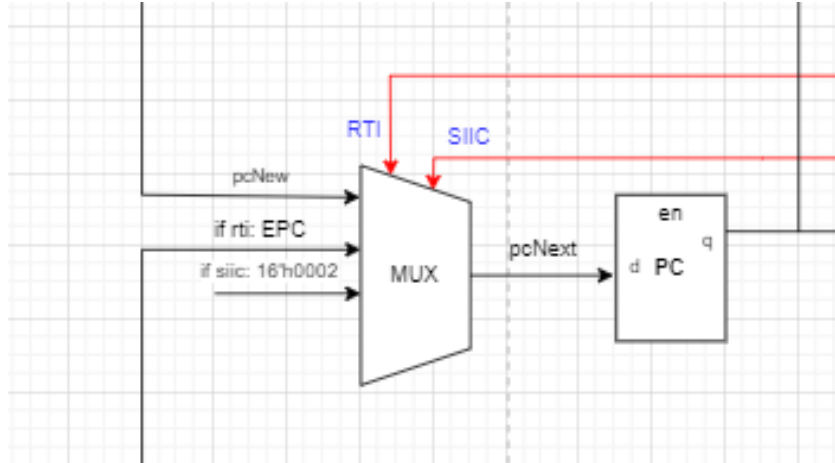 RTI
SIIC
pcNew
if rti: EPC
if siic: 16'h0002
MUX
pcNext
en
q
d
PC